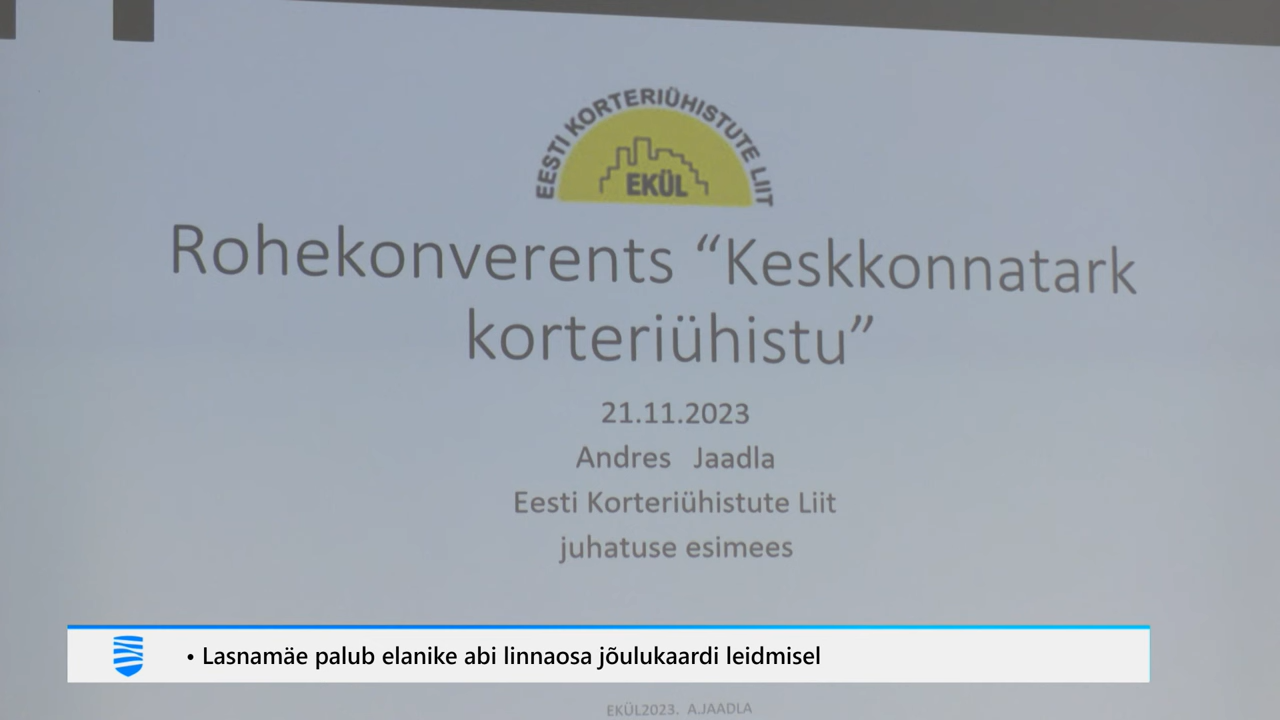 EESTI KORTERIÜHISTUTE LIIT
EKÜL
Rohekonverents “Keskkonnatark
korteriühistu”
21.11.2023
Andres Jaadla
Eesti Korteriühistute Liit
juhatuse esimees
• Lasnamäe palub elanike abi linnaosa jõulukaardi leidmisel
EKÜL2023. A.JAADLA